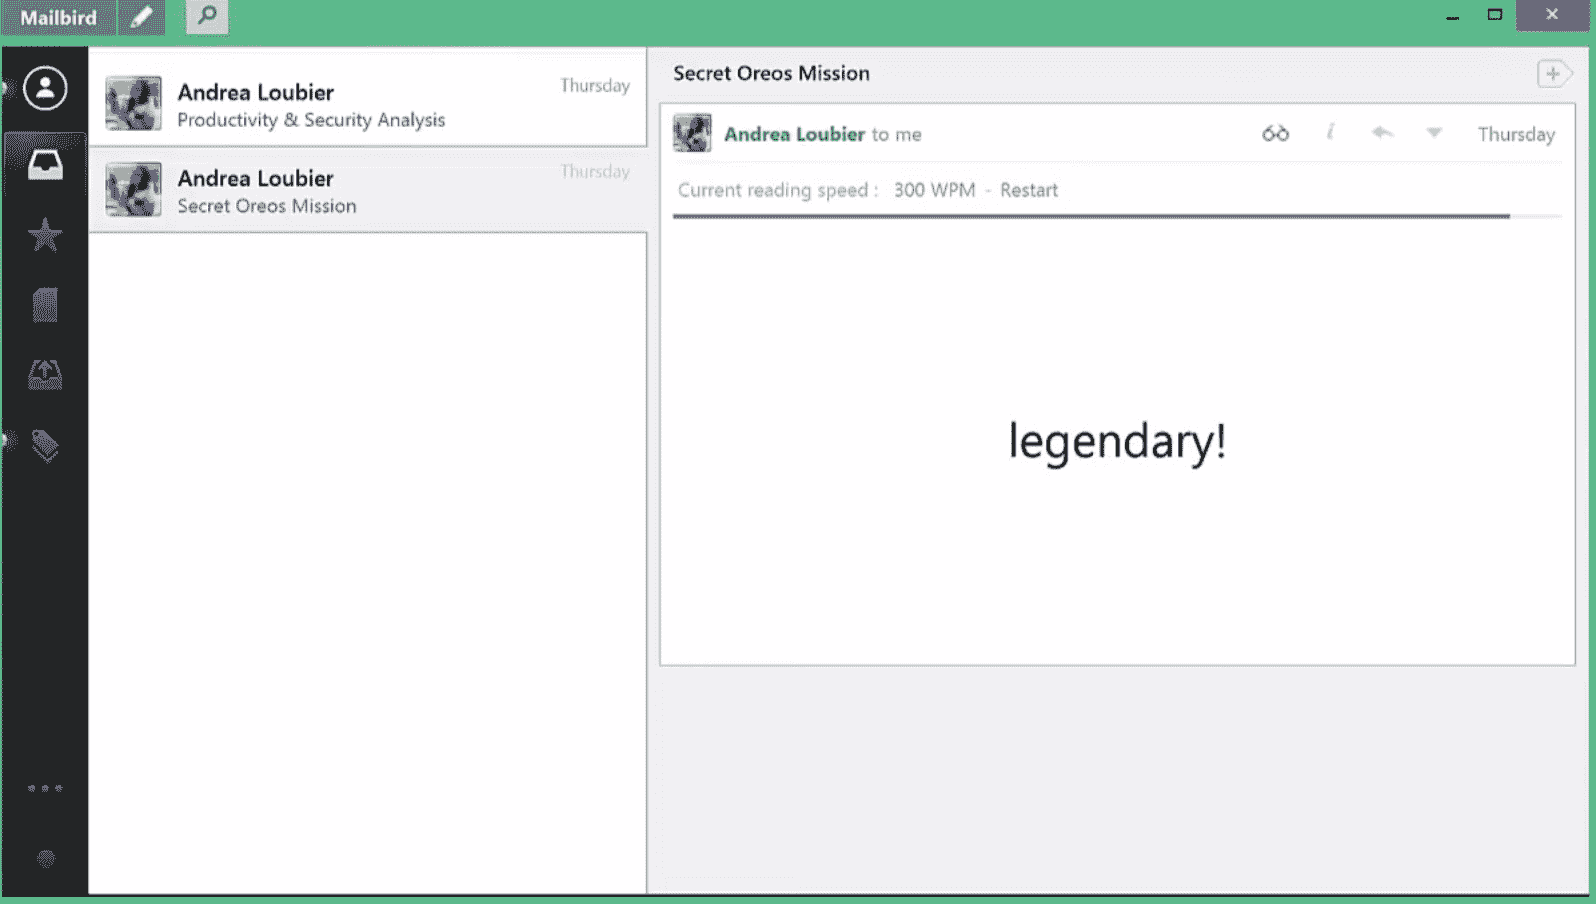 Mailbird
Andrea Loubier
Thursday
Productivity & Security Analysis
Andrea Loubier
Thursday
Secret Oreos Mission
Secret Oreos Mission
Andrea Loubier to me
Thursday
Current reading speed : 300 WPM - Restart
legendary!